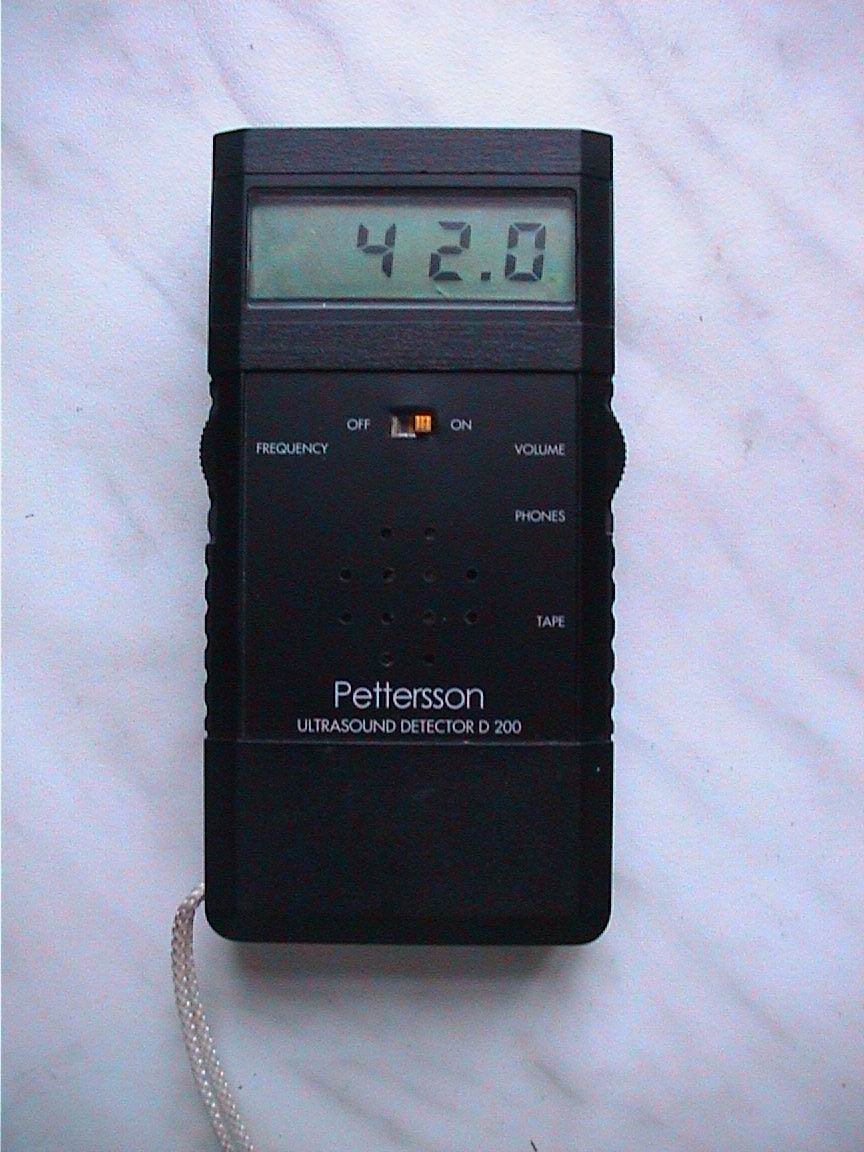 42.0
OFF ON
FREQUENCY VOLUME
PHONES
TAPE
Pettersson
ULTRASOUND DETECTOR D 200